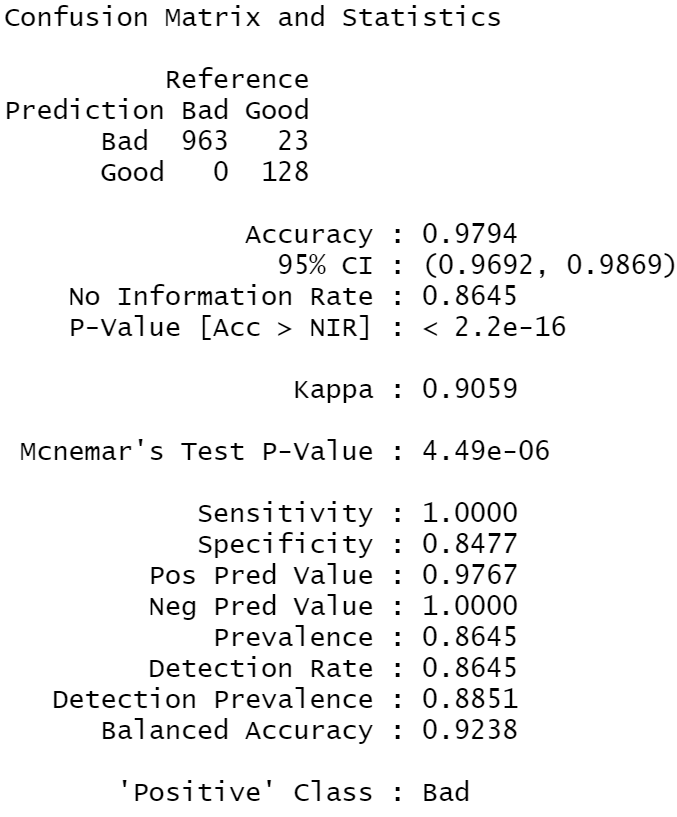 Confusion Matrix and Statistics
Reference
Prediction Bad Good
Bad 963 23
Good 0 128
Accuracy : 0.9794
95% CI : (0.9692, 0.9869)
No Information Rate : 0.8645
P-Value [Acc > NIR] : < 2.2e-16
Kappa : 0.9059
Mcnemar's Test P-Value : 4.49e-06
Sensitivity : 1.0000
Specificity : 0.8477
Pos Pred Value : 0.9767
Neg Pred Value : 1.0000
Prevalence : 0.8645
Detection Rate : 0.8645
Detection Prevalence : 0.8851
Balanced Accuracy : 0.9238
'Positive' Class : Bad